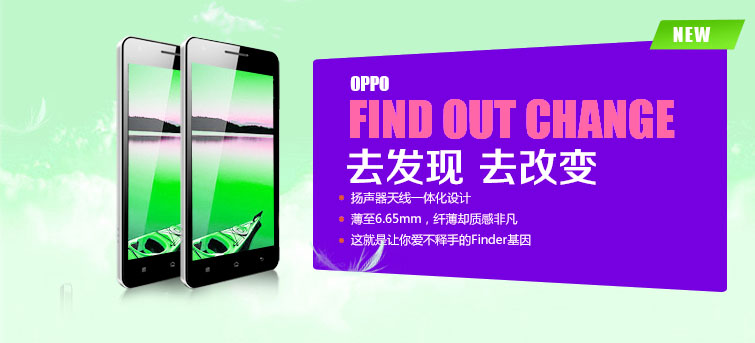 NEW
OPPO
FIND OUT CHANGE
去发现 去改变
扬声器天线一体化设计
薄至6.65mm，纤薄却质感非凡
这就是让你爱不释手的Finder基因